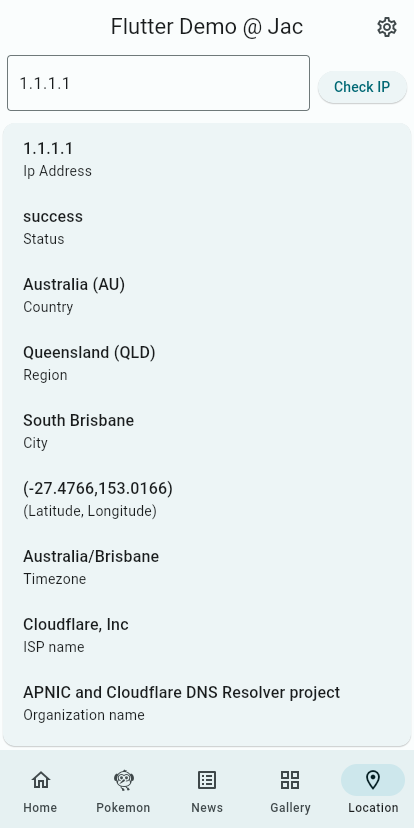 Flutter Demo @ Jac
1.1.1.1
Check IP
1.1.1.1
Ip Address
success
Status
Australia (AU)
Country
Queensland (QLD)
Region
South Brisbane
City
(-27.4766,153.0166)
(Latitude, Longitude)
Australia/Brisbane
Timezone
Cloudflare, Inc
ISP name
APNIC and Cloudflare DNS Resolver project
Organization name
Home
Pokemon
News
Gallery
Location